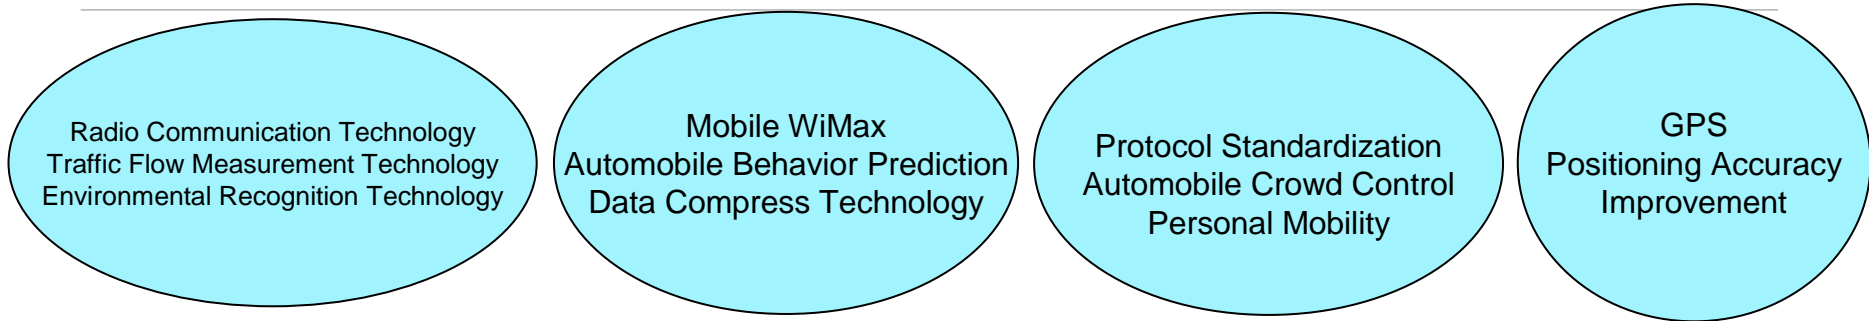 Radio Communication Technology
Traffic Flow Measurement Technology
Environmental Recognition Technology
Mobile WiMax
Automobile Behavior Prediction
Data Compress Technology
Protocol Standardization
Automobile Crowd Control
Personal Mobility
GPS
Positioning Accuracy
Improvement